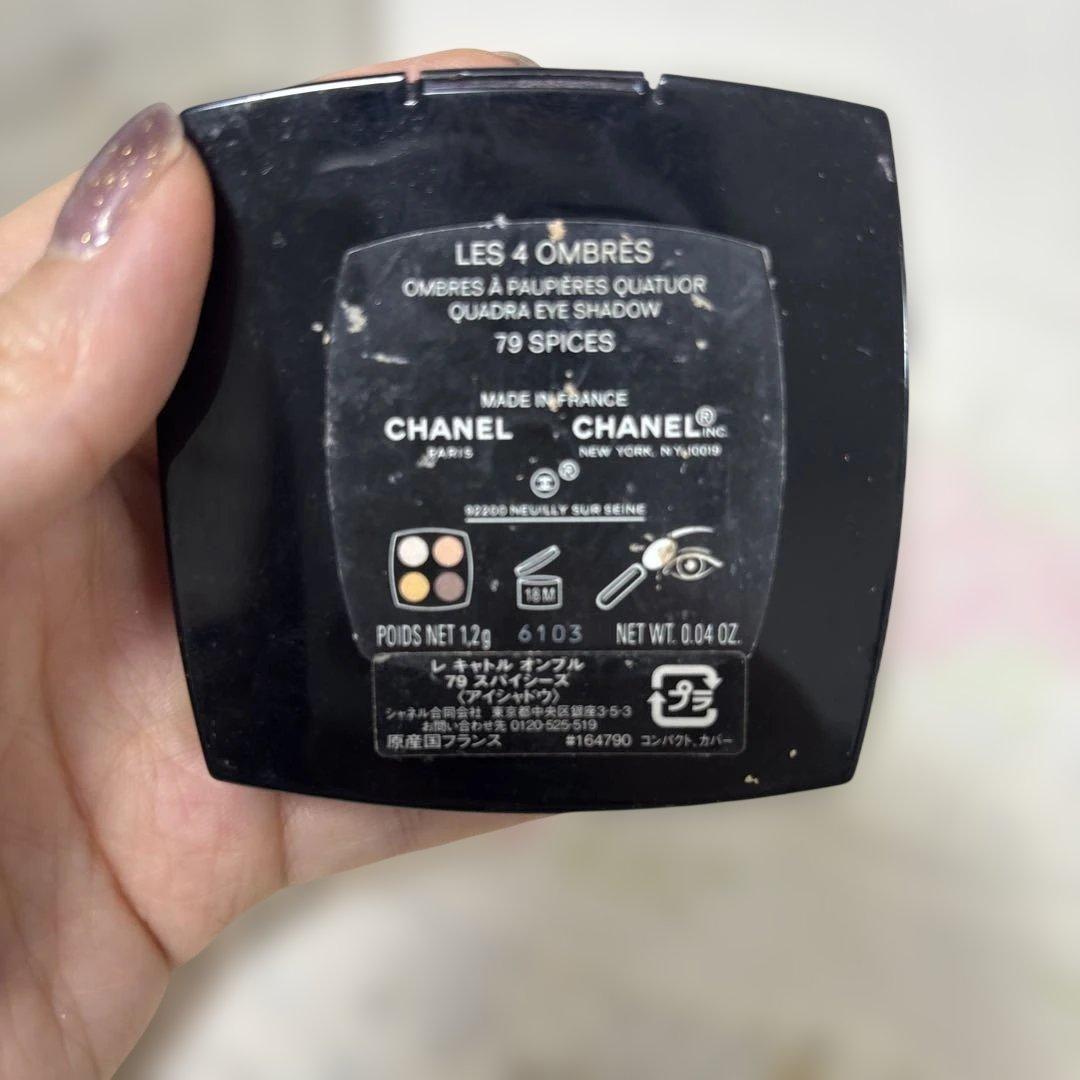 LES 4 OMBRES
OMBRES À PAUPIÈRES QUATUOR
QUADRA EYE SHADOW
79 SPICES
MADE IN FRANCE
CHANEL CHANEL® INC.
PARIS NEW YORK, N.Y. 10019
®
92200 NEUILLY SUR SEINE
18 M
POIDS NET 1,2g 6103 NET WT. 0.04 OZ.
レ キャトル オンブル
79 スパイシーズ
〈アイシャドウ〉
シャネル合同会社 東京都中央区銀座3-5-3
お問い合わせ先 0120-525-519
原産国フランス #164790 コンパクト、カバー
プラ